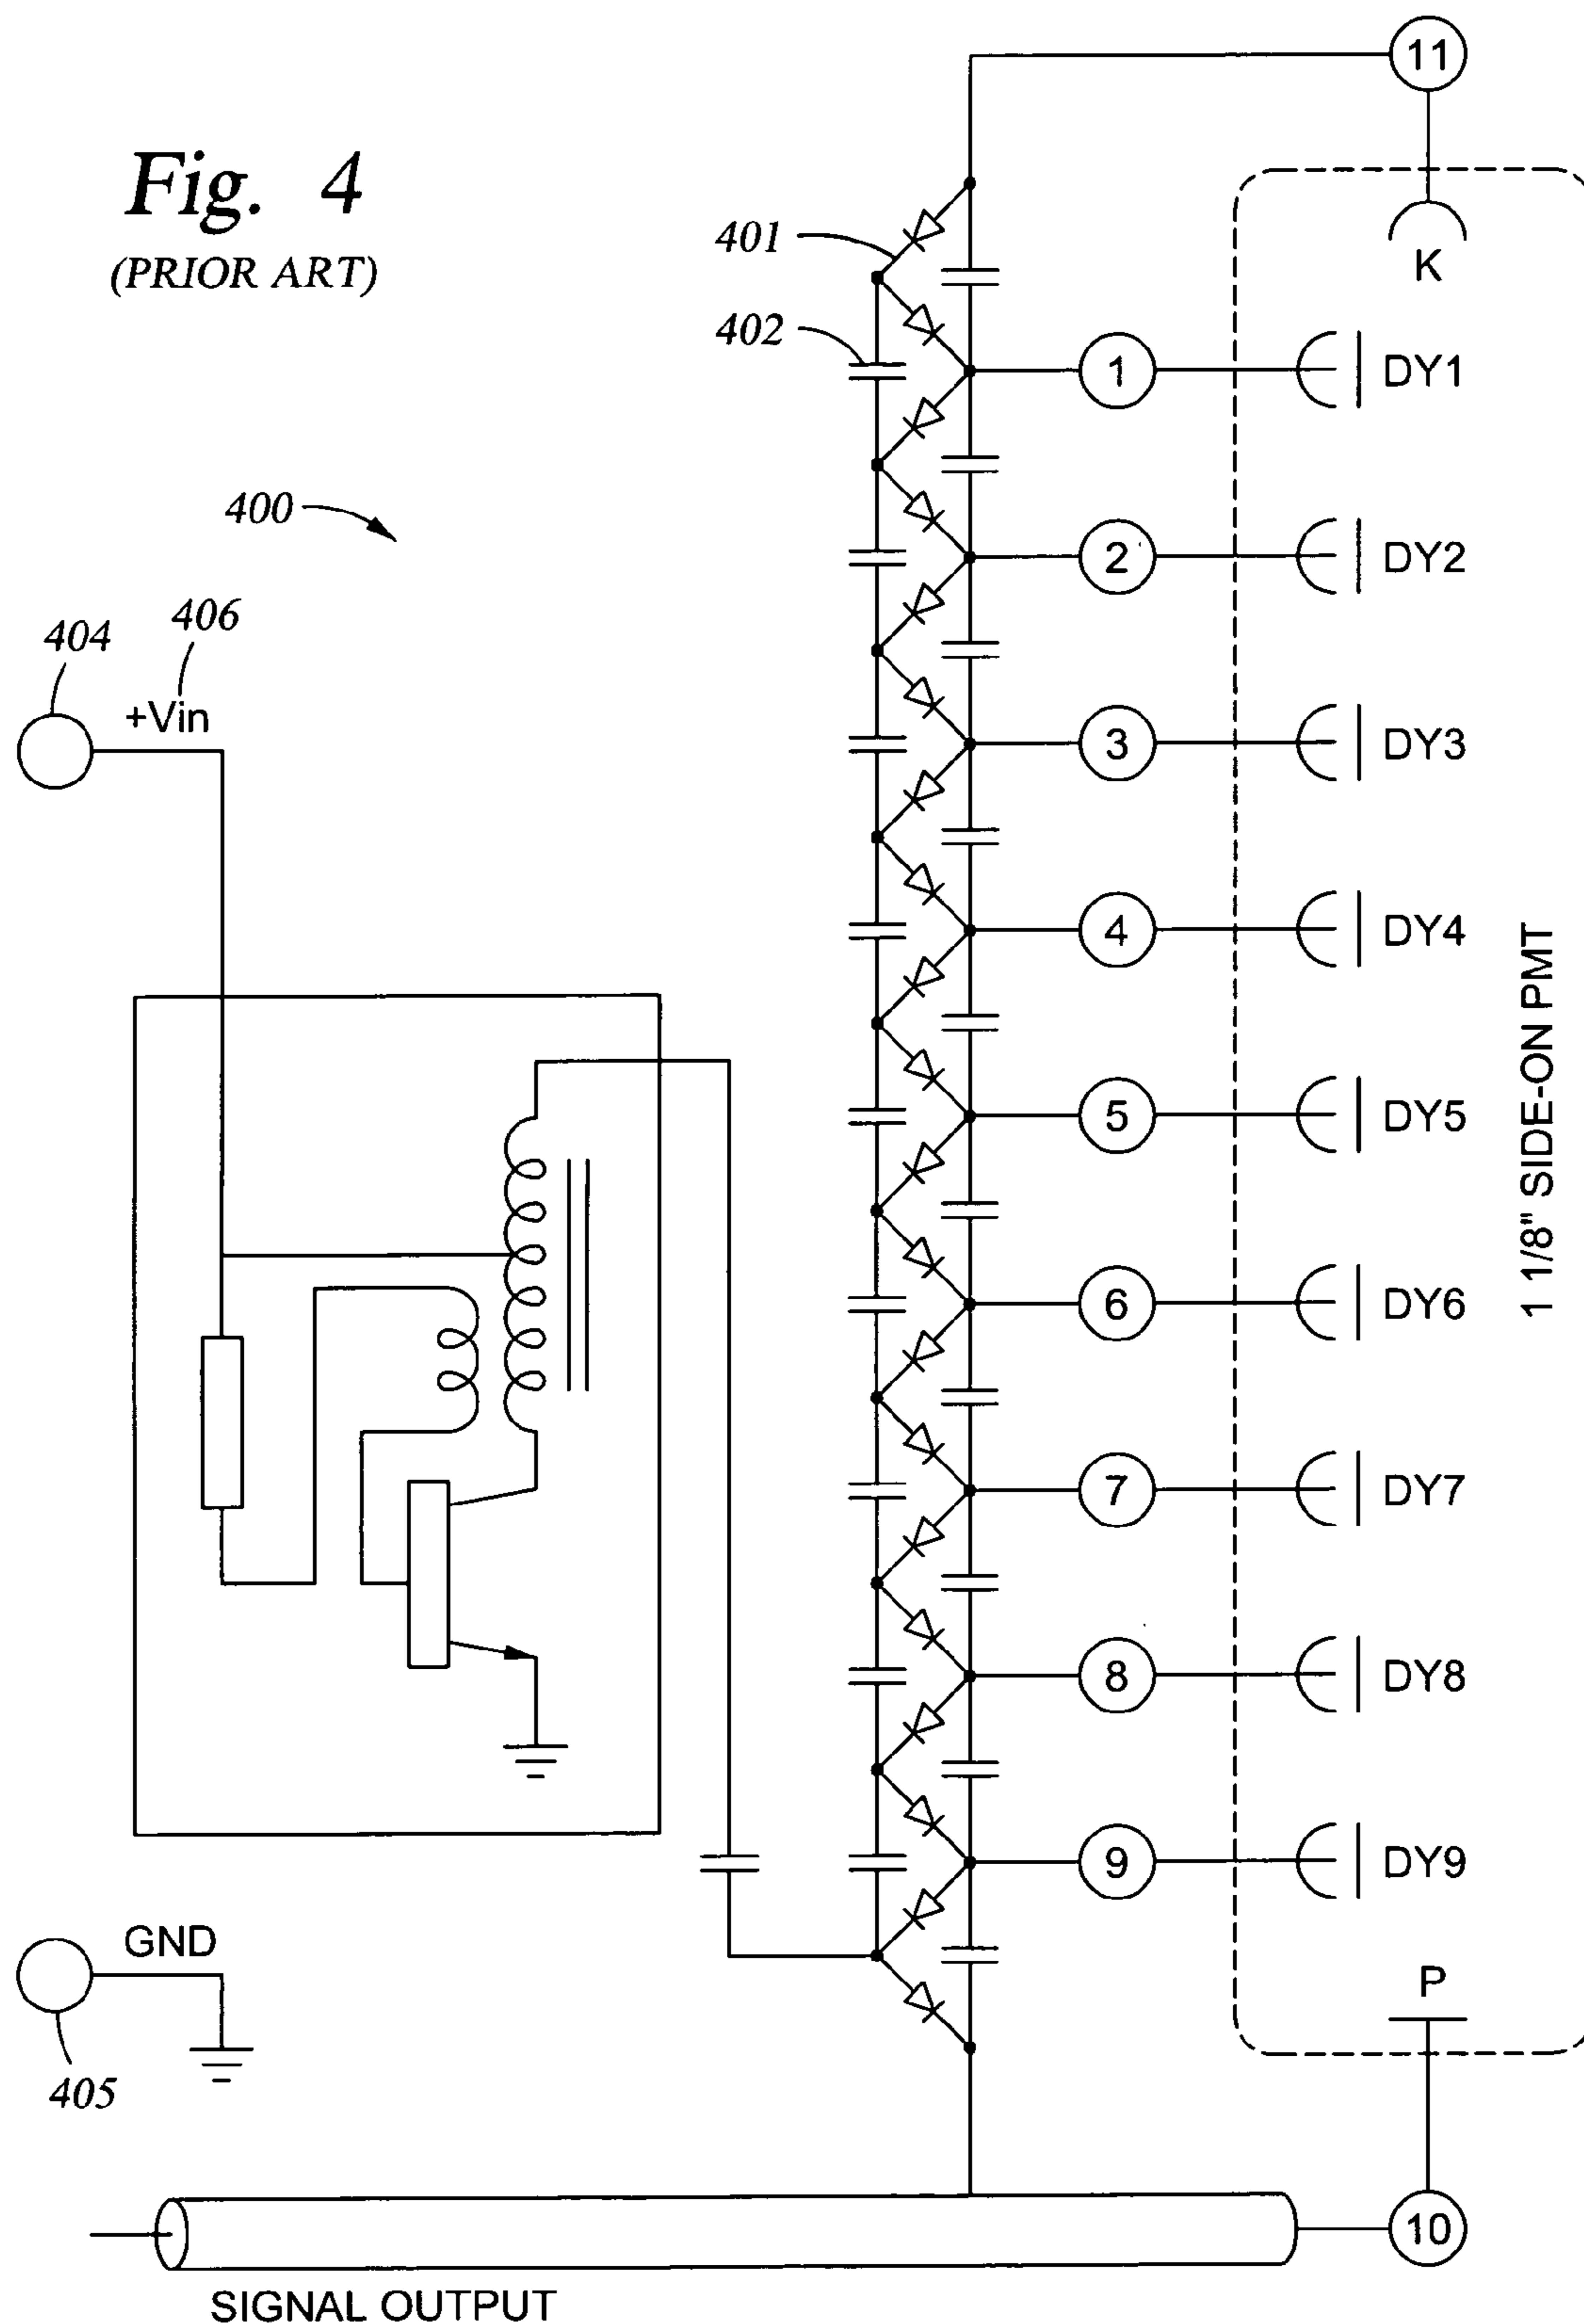 11
Fig. 4
(PRIOR ART)
401
K
402
1
DY1
400
2
DY2
404
406
+Vin
3
DY3
4
DY4
1 1/8" SIDE-ON PMT
5
DY5
6
DY6
7
DY7
8
DY8
9
DY9
GND
P
405
10
SIGNAL OUTPUT